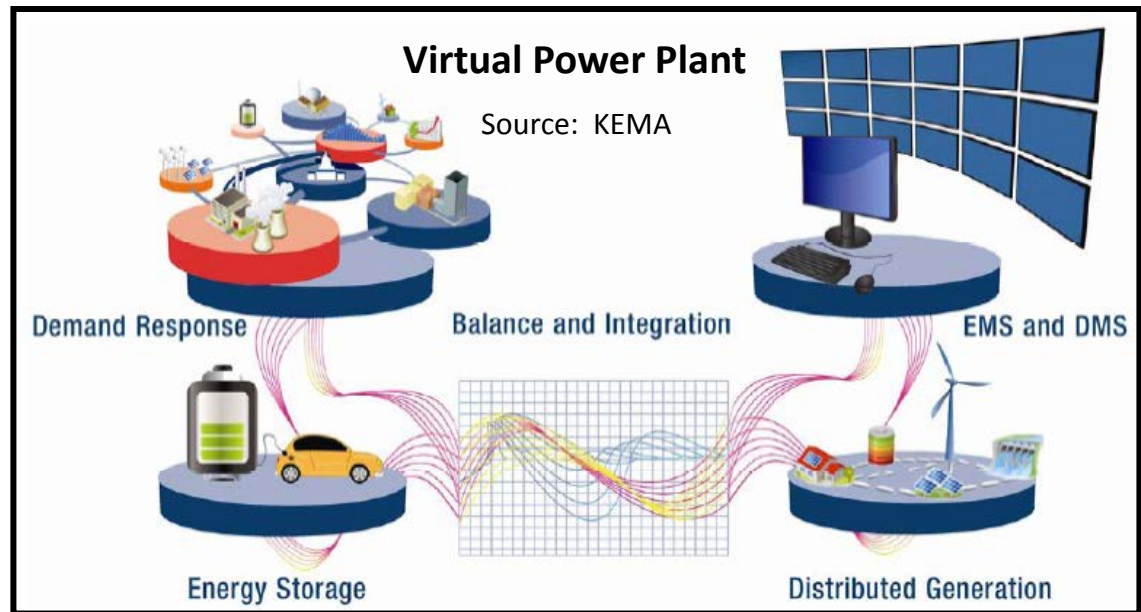 Virtual Power Plant
Source: KEMA
Demand Response
Balance and Integration
EMS and DMS
Energy Storage
Distributed Generation